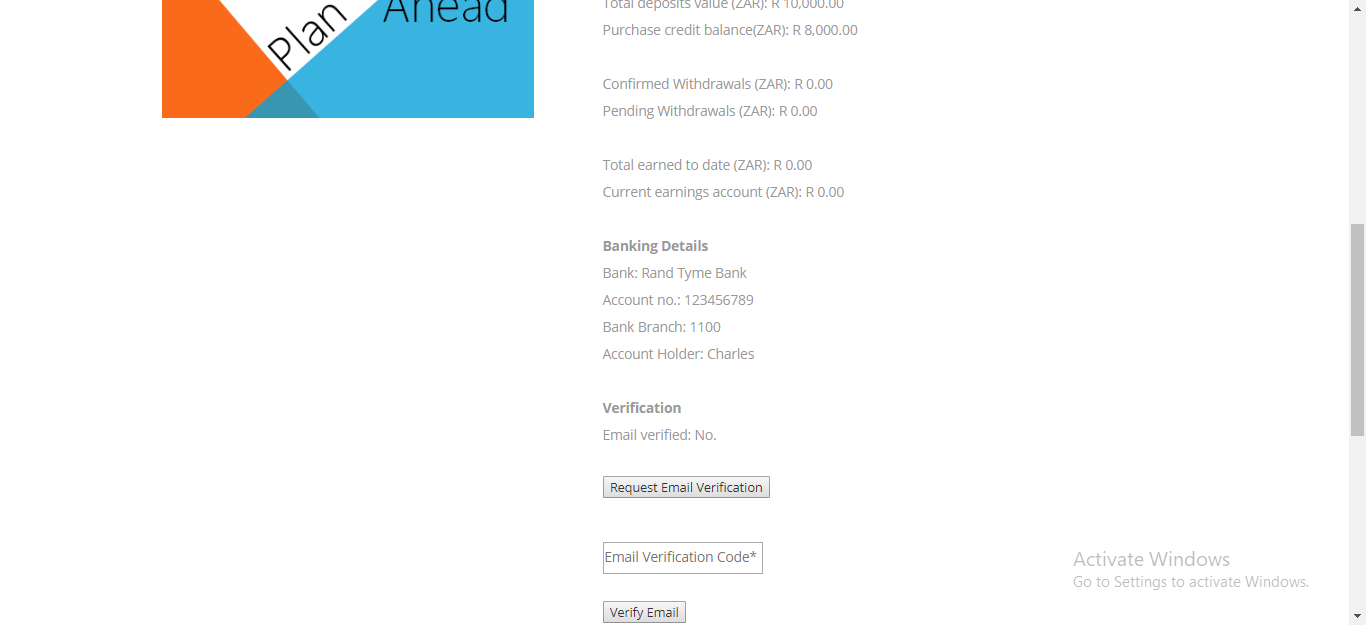 Plan
Ahead
Total deposits value (ZAR): R 10,000.00
Purchase credit balance(ZAR): R 8,000.00
Confirmed Withdrawals (ZAR): R 0.00
Pending Withdrawals (ZAR): R 0.00
Total earned to date (ZAR): R 0.00
Current earnings account (ZAR): R 0.00
Banking Details
Bank: Rand Tyme Bank
Account no.: 123456789
Bank Branch: 1100
Account Holder: Charles
Verification
Email verified: No.
Request Email Verification
Email Verification Code*
Verify Email
Activate Windows
Go to Settings to activate Windows.